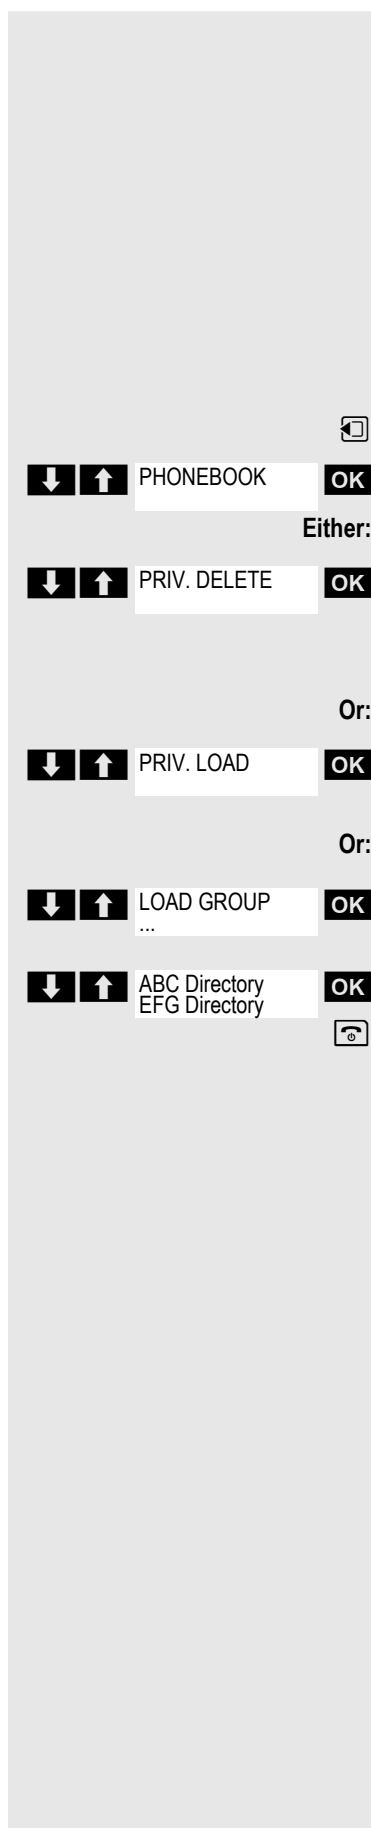 PHONEBOOK OK
Either:
PRIV. DELETE OK
Or:
PRIV. LOAD OK
Or:
LOAD GROUP OK
...
ABC Directory OK
EFG Directory